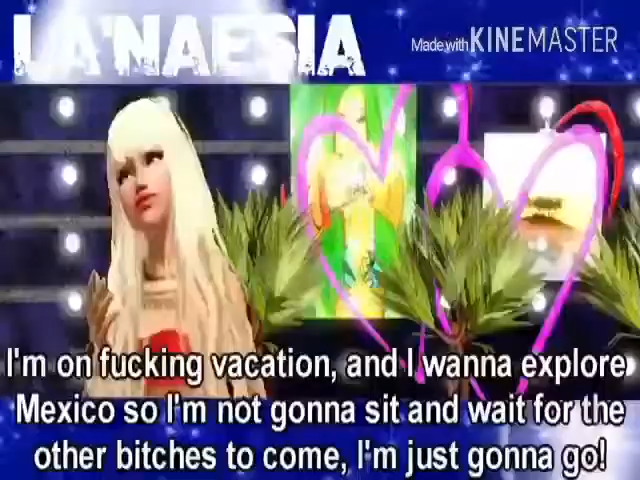 LA'NAESIA
Made with KINEMASTER
I'm on fucking vacation, and I wanna explore
Mexico so I'm not gonna sit and wait for the
other bitches to come, I'm just gonna go!